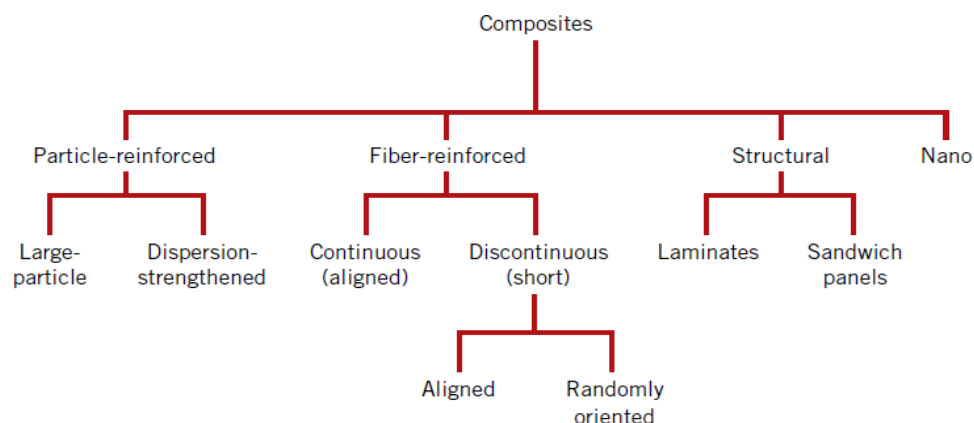 Composites
Particle-reinforced
Fiber-reinforced
Structural
Nano
Large-
particle
Dispersion-
strengthened
Continuous
(aligned)
Discontinuous
(short)
Laminates
Sandwich
panels
Aligned
Randomly
oriented